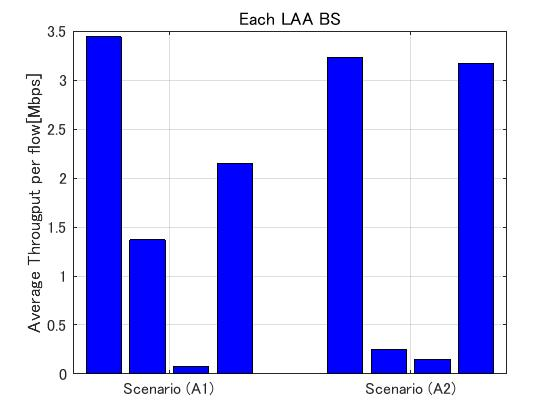 Each LAA BS
Average Througput per flow[Mbps]
3.5
3
2.5
2
1.5
1
0.5
0
Scenario (A1)
Scenario (A2)